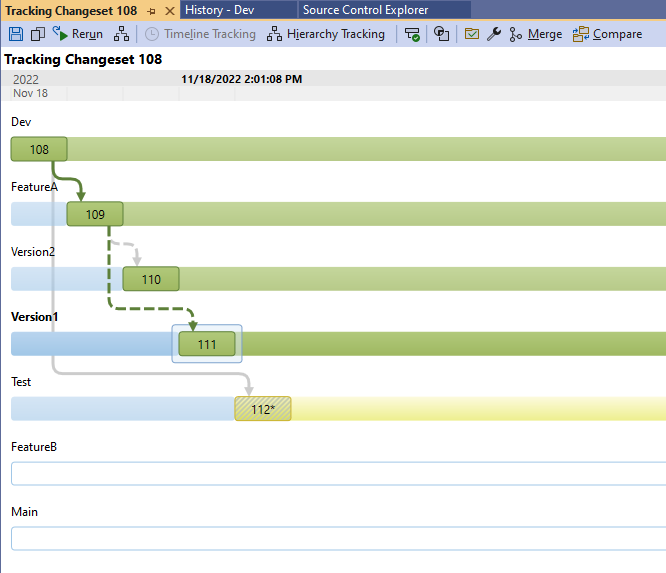 Tracking Changeset 108
History - Dev
Source Control Explorer
Rerun
Timeline Tracking
Hierarchy Tracking
Merge
Compare
Tracking Changeset 108
2022
11/18/2022 2:01:08 PM
Nov 18
Dev
108
FeatureA
109
Version2
110
Version1
111
Test
112*
FeatureB
Main